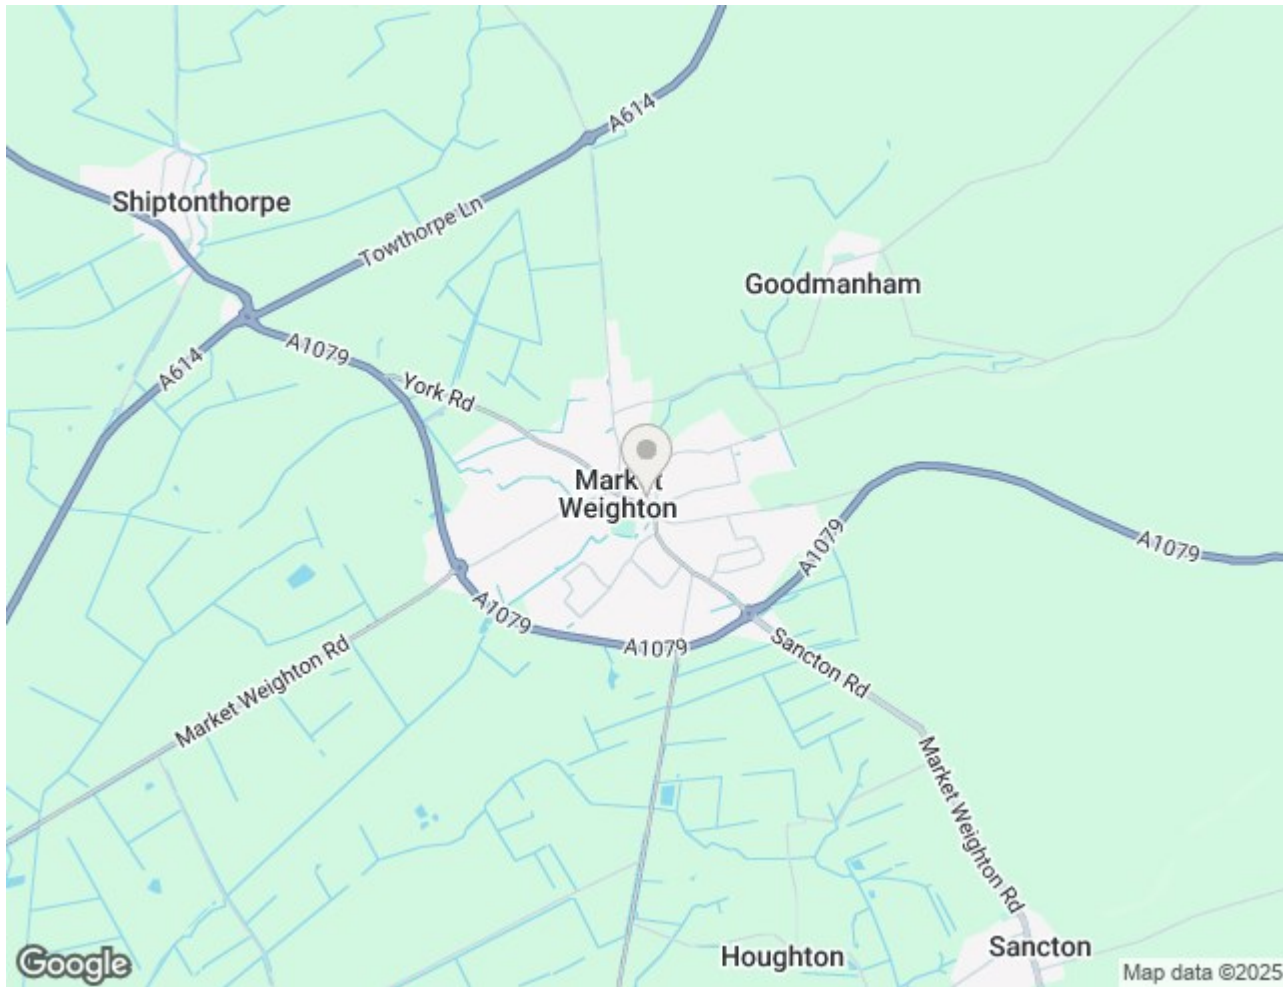 A614
Shiptonthorpe
Towthorpe Ln
Goodmanham
A1079
A614
York Rd
Market
Weighton
A1079
A1079
A1079
A1079
Sancton Rd
Market Weighton Rd
Market Weighton Rd
Houghton
Sancton
Google
Map data ©2025